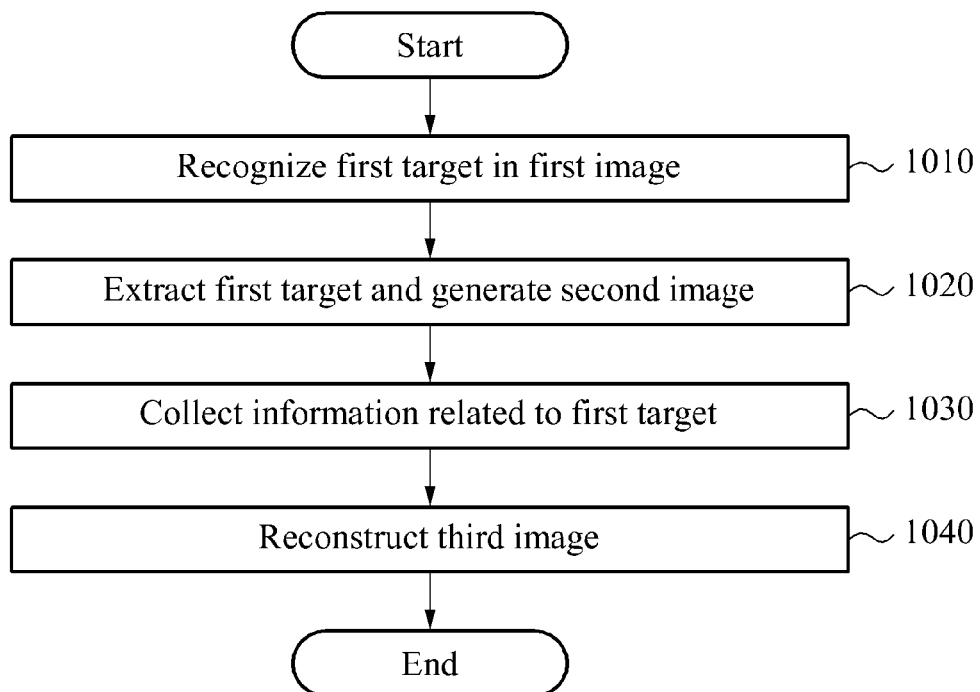 Start
Recognize first target in first image
1010
Extract first target and generate second image
1020
Collect information related to first target
1030
Reconstruct third image
1040
End